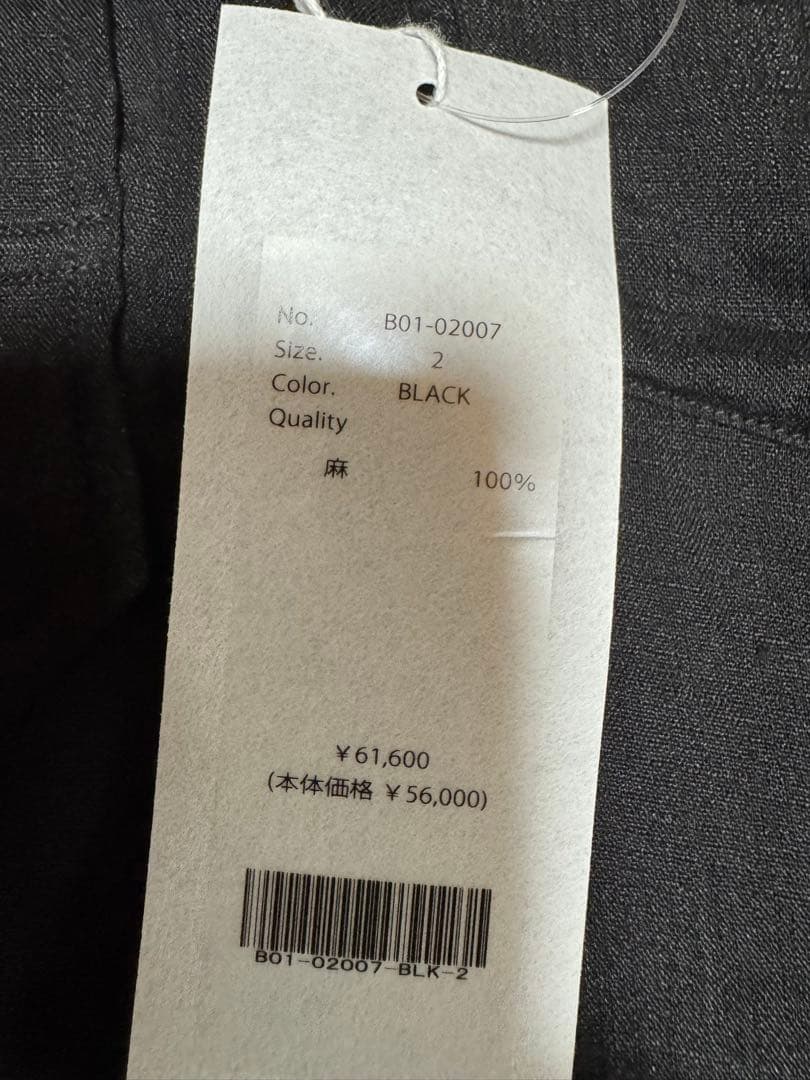 No. B01-02007
Size. 2
Color. BLACK
Quality
麻 100%
￥61,600
(本体価格 ￥56,000)
B01-02007-BLK-2